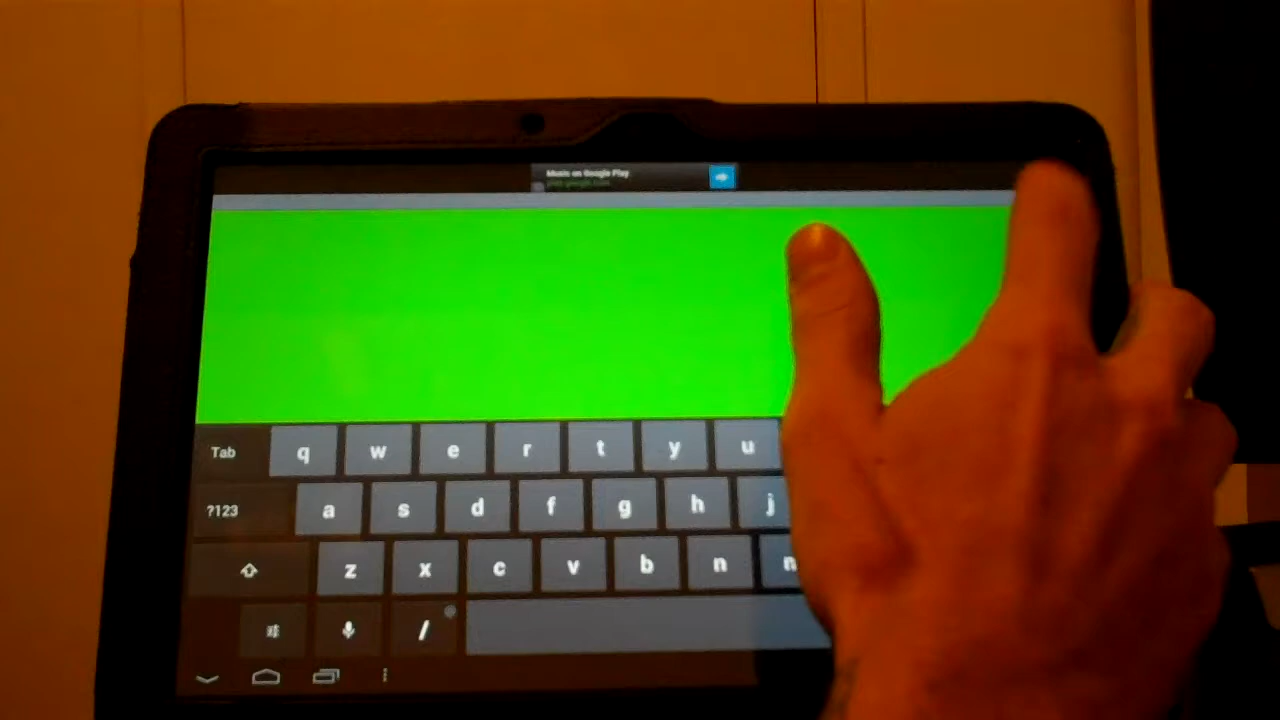 Music on Google Play
Tab q w e r t y u
?123 a s d f g h j
z x c v b n
/